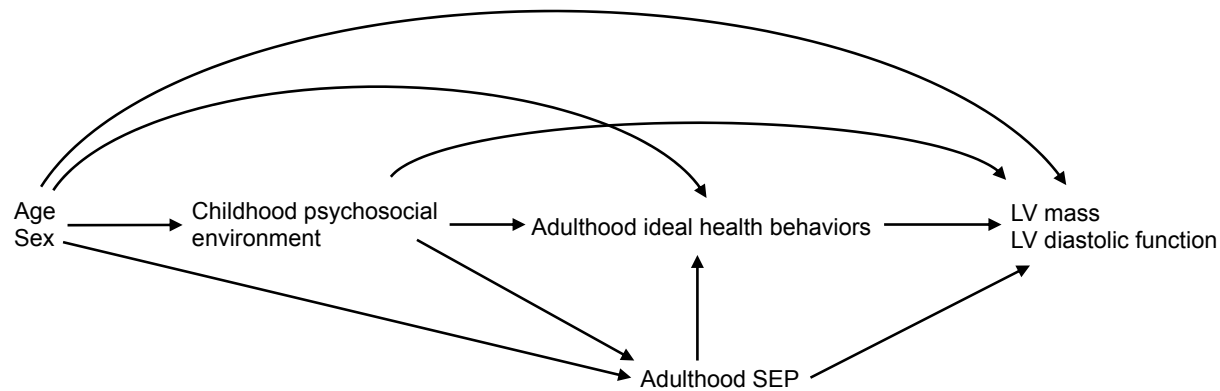 Age
Sex
Childhood psychosocial
environment
Adulthood ideal health behaviors
LV mass
LV diastolic function
Adulthood SEP